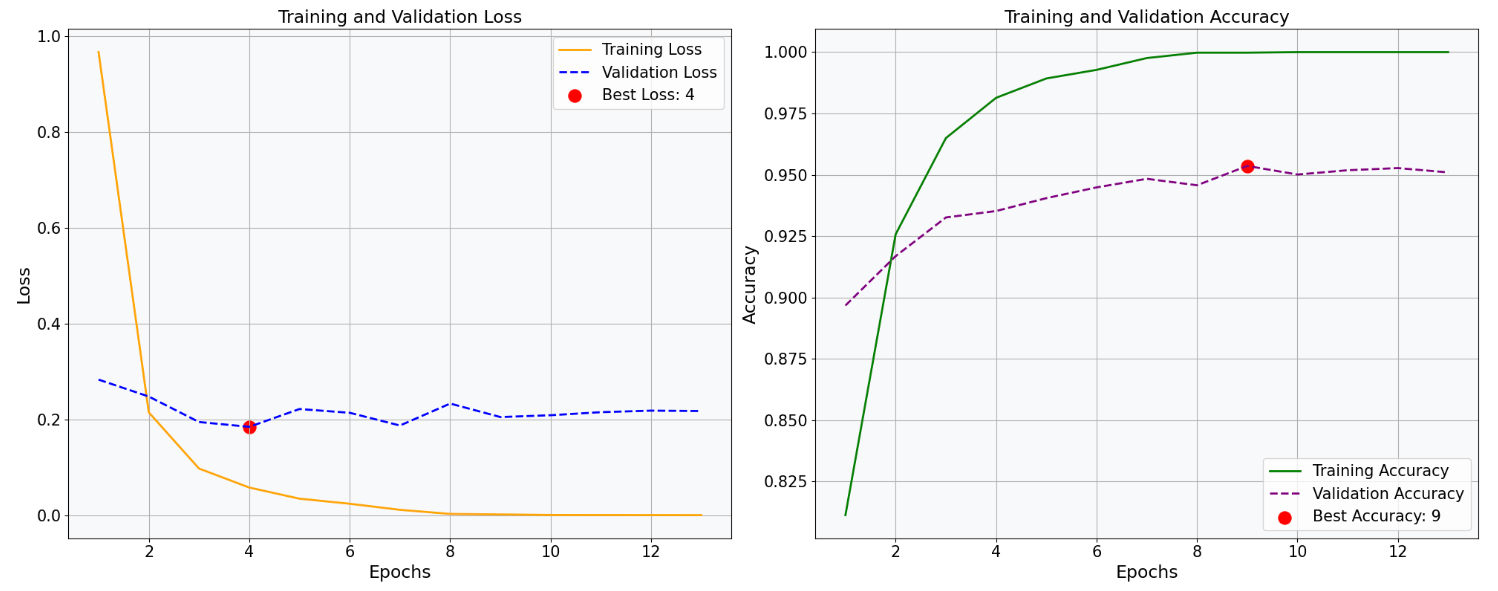 Training and Validation Loss
1.0
0.8
0.6
0.4
0.2
0.0
Loss
Training Loss
Validation Loss
Best Loss: 4
2 4 6 8 10 12
Epochs
Training and Validation Accuracy
1.000
0.975
0.950
0.925
0.900
0.875
0.850
0.825
Accuracy
Training Accuracy
Validation Accuracy
Best Accuracy: 9
2 4 6 8 10 12
Epochs